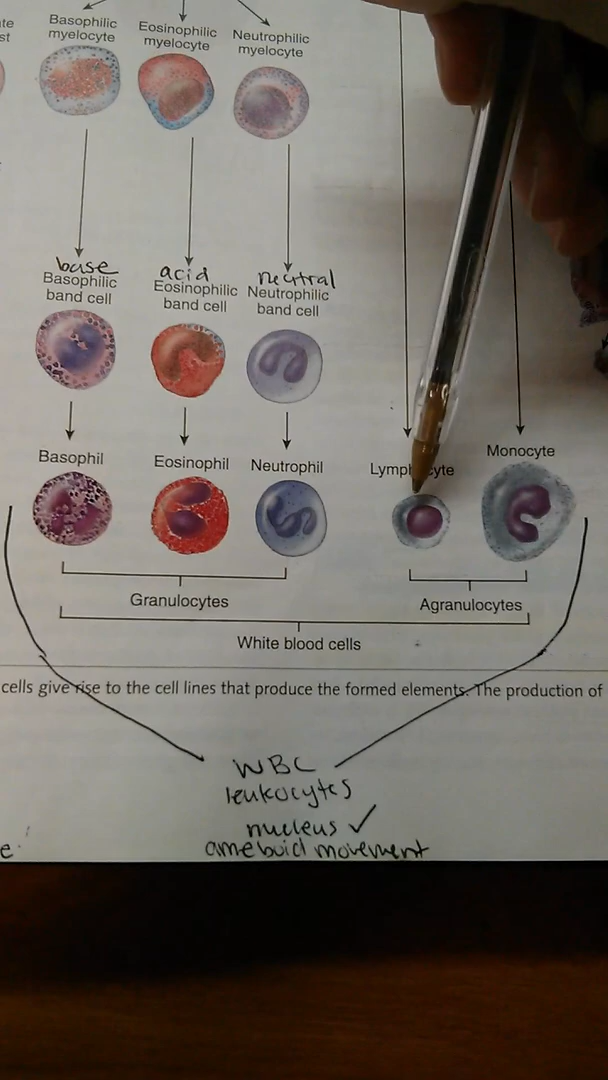 Basophilic
myelocyte
Eosinophilic
myelocyte
Neutrophilic
myelocyte
base
Basophilic
band cell
acid
Eosinophilic
band cell
neutral
Neutrophilic
band cell
Basophil
Eosinophil
Neutrophil
Monocyte
Granulocytes
Agranulocytes
White blood cells
cells give rise to the cell lines that produce the formed elements. The production of
WBC
leukocytes
nucleus ✓
ameboid movement